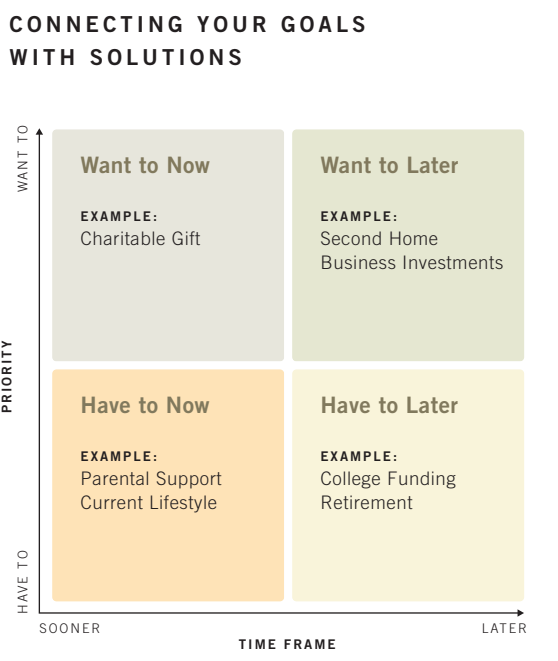 CONNECTING YOUR GOALS
WITH SOLUTIONS
WANT TO
PRIORITY
HAVE TO
Want to Now
EXAMPLE:
Charitable Gift
Want to Later
EXAMPLE:
Second Home
Business Investments
Have to Now
EXAMPLE:
Parental Support
Current Lifestyle
Have to Later
EXAMPLE:
College Funding
Retirement
SOONER
LATER
TIME FRAME